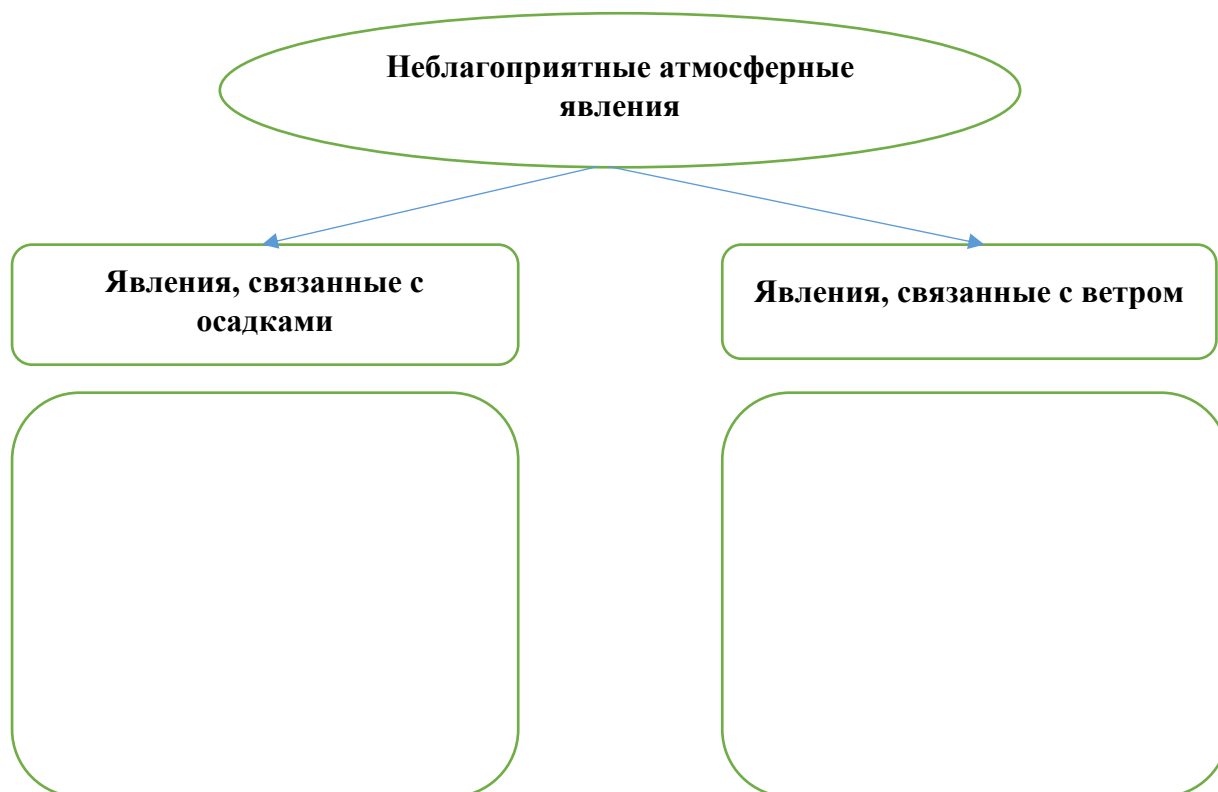 Неблагоприятные атмосферные
явления
Явления, связанные с
осадками
Явления, связанные с ветром